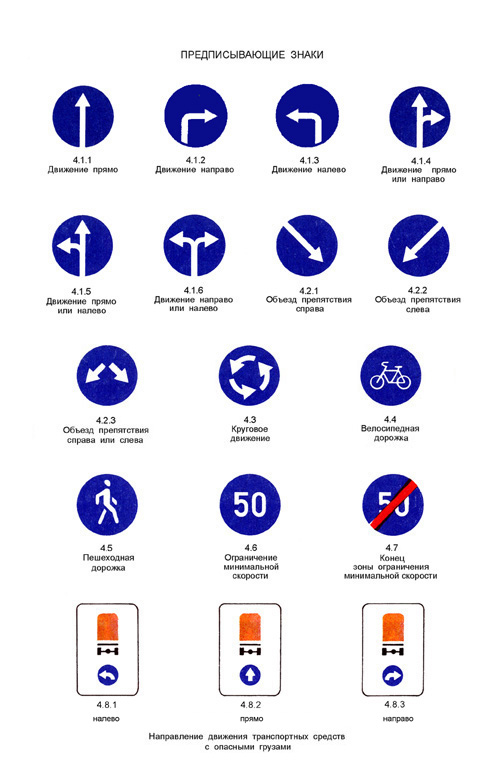 ПРЕДПИСЫВАЮЩИЕ ЗНАКИ
4.1.1
Движение прямо
4.1.2
Движение направо
4.1.3
Движение налево
4.1.4
Движение прямо
или направо
4.1.5
Движение прямо
или налево
4.1.6
Движение направо
или налево
4.2.1
Объезд препятствия
справа
4.2.2
Объезд препятствия
слева
4.2.3
Объезд препятствия
справа или слева
4.3
Круговое
движение
4.4
Велосипедная
дорожка
4.5
Пешеходная
дорожка
50
4.6
Ограничение
минимальной
скорости
50
4.7
Конец
зоны ограничения
минимальной скорости
4.8.1
налево
4.8.2
прямо
4.8.3
направо
Направление движения транспортных средств
с опасными грузами